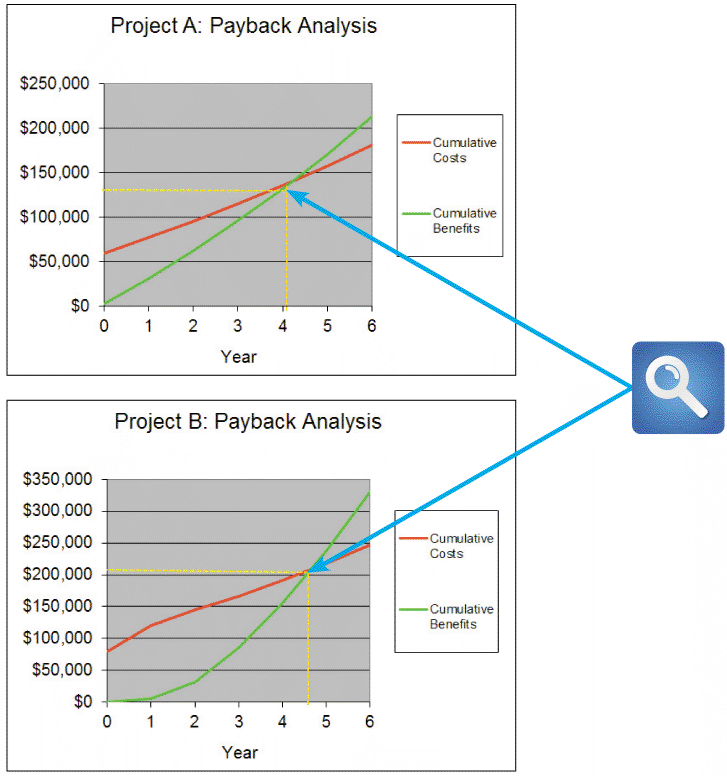 Project A: Payback Analysis
$250,000
$200,000
$150,000
$100,000
$50,000
$0
0 1 2 3 4 5 6
Year
Cumulative
Costs
Cumulative
Benefits
Project B: Payback Analysis
$350,000
$300,000
$250,000
$200,000
$150,000
$100,000
$50,000
$0
0 1 2 3 4 5 6
Year
Cumulative
Costs
Cumulative
Benefits